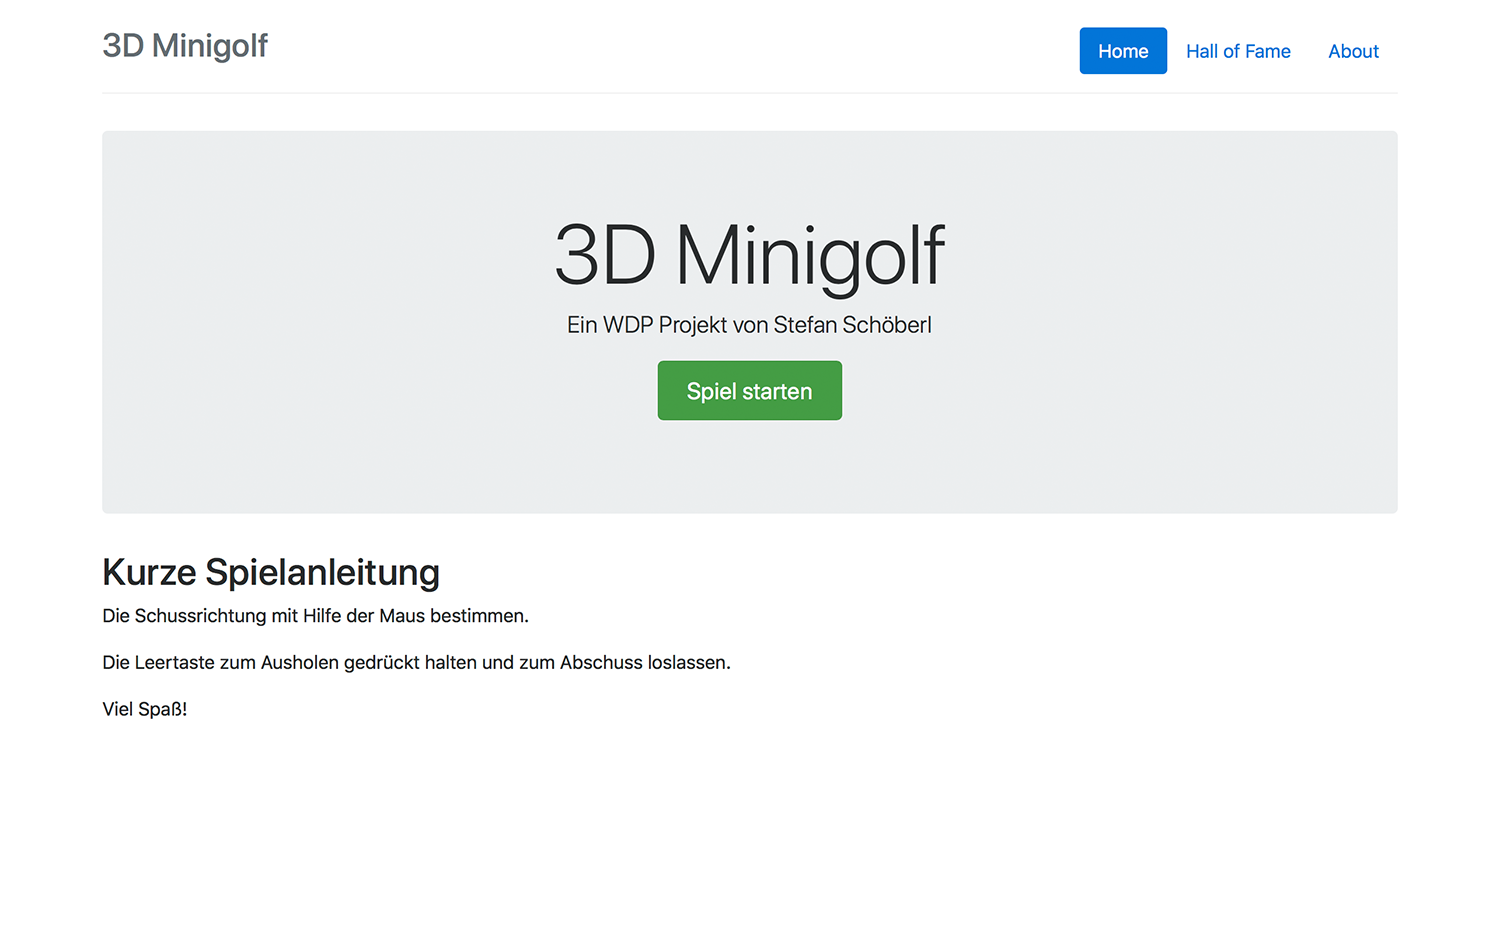 3D Minigolf
Home
Hall of Fame
About
3D Minigolf
Ein WDP Projekt von Stefan Schöberl
Spiel starten
Kurze Spielanleitung
Die Schussrichtung mit Hilfe der Maus bestimmen.
Die Leertaste zum Ausholen gedrückt halten und zum Abschuss loslassen.
Viel Spaß!